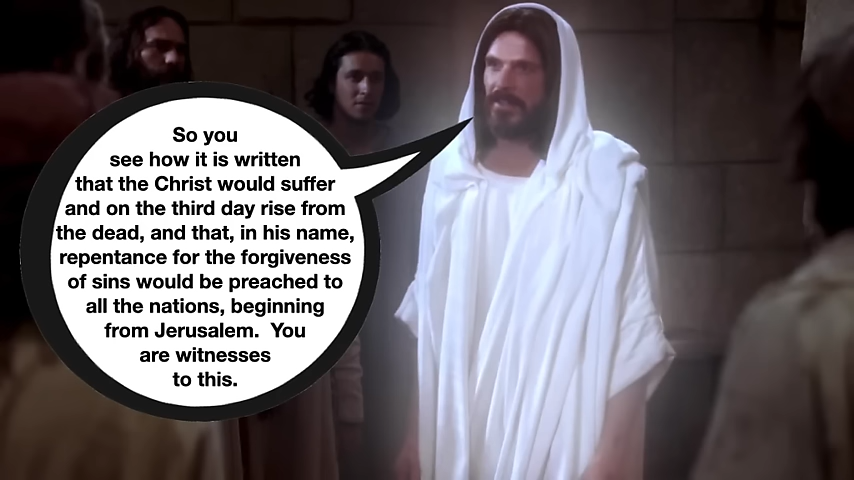 So you
see how it is written
that the Christ would suffer
and on the third day rise from
the dead, and that, in his name,
repentance for the forgiveness
of sins would be preached to
all the nations, beginning
from Jerusalem.  You
are witnesses
to this.